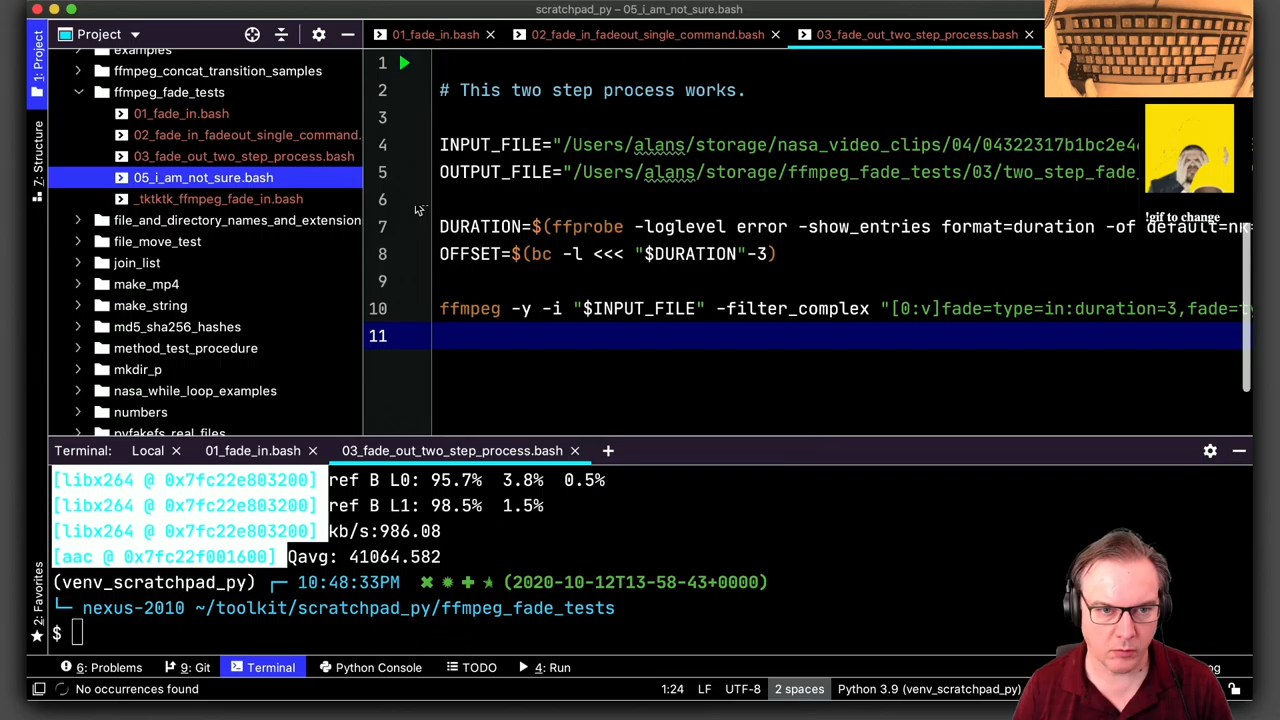 scratchpad_py – 05_i_am_not_sure.bash
Project
01_fade_in.bash
02_fade_in_fadeout_single_command.bash
03_fade_out_two_step_process.bash
1: Project
7: Structure
2: Favorites
examples
ffmpeg_concat_transition_samples
ffmpeg_fade_tests
01_fade_in.bash
02_fade_in_fadeout_single_command.
03_fade_out_two_step_process.bash
05_i_am_not_sure.bash
_tktktk_ffmpeg_fade_in.bash
file_and_directory_names_and_extension
file_move_test
join_list
make_mp4
make_string
md5_sha256_hashes
method_test_procedure
mkdir_p
nasa_while_loop_examples
numbers
pyfakefs_real_files
1
2 # This two step process works.
3
4 INPUT_FILE="/Users/alans/storage/nasa_video_clips/04/04322317b1bc2e4
5 OUTPUT_FILE="/Users/alans/storage/ffmpeg_fade_tests/03/two_step_fade_
6
7 DURATION=$(ffprobe -loglevel error -show_entries format=duration -of default=n
8 OFFSET=$(bc -l <<< "$DURATION"-3)
9
10 ffmpeg -y -i "$INPUT_FILE" -filter_complex "[0:v]fade=type=in:duration=3,fade=t
11
!gif to change
Terminal: Local 01_fade_in.bash 03_fade_out_two_step_process.bash
[libx264 @ 0x7fc22e803200] ref B L0: 95.7% 3.8% 0.5%
[libx264 @ 0x7fc22e803200] ref B L1: 98.5% 1.5%
[libx264 @ 0x7fc22e803200] kb/s:986.08
[aac @ 0x7fc22f001600] Qavg: 41064.582
(venv_scratchpad_py) ┌─ 10:48:33PM ✖ ✹ ✚ ★ (2020-10-12T13-58-43+0000)
└─ nexus-2010 ~/toolkit/scratchpad_py/ffmpeg_fade_tests
$
6: Problems 9: Git Terminal Python Console TODO 4: Run
No occurrences found 1:24 LF UTF-8 2 spaces Python 3.9 (venv_scratchpad_py)